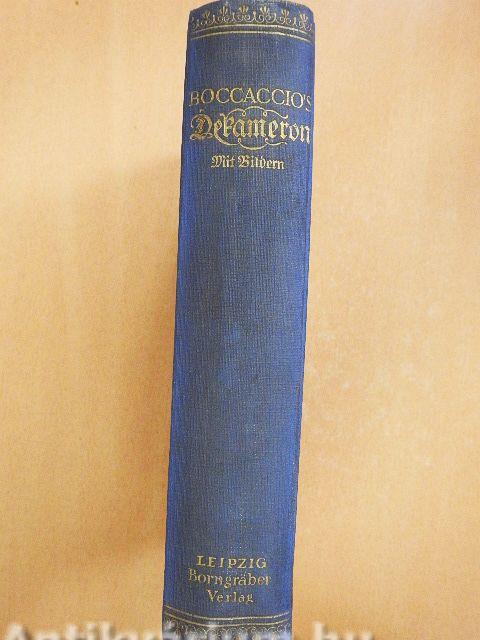 BOCCACCIO'S
Dekameron
Mit Bildern
LEIPZIG
Borngräber
Verlag